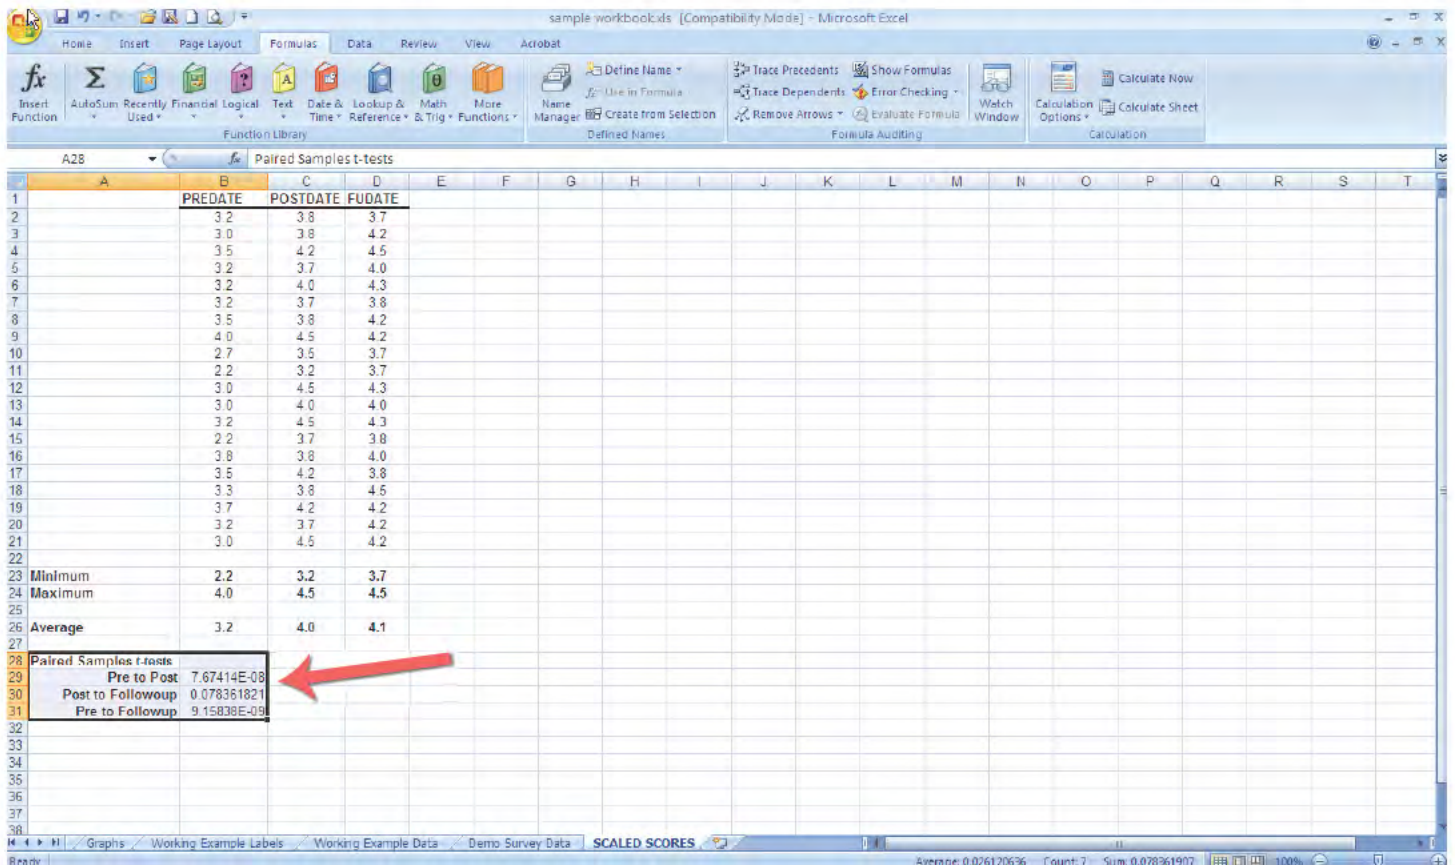 sample workbook.xls [Compatibility Mode] - Microsoft Excel
Home Insert Page Layout Formulas Data Review View Acrobat
fx Σ A θ
Insert Function AutoSum Recently Used Financial Logical Text Date & Time Lookup & Reference Math & Trig More Functions
Function Library
Name Manager Define Name Use in Formula Create from Selection
Defined Names
Trace Precedents Show Formulas
Trace Dependents Error Checking
Remove Arrows Evaluate Formula
Watch Window
Formula Auditing
Calculation Options Calculate Now Calculate Sheet
Calculation
A28 fx Paired Samples t-tests
A B C D E F G H I J K L M N O P Q R S T
1 PREDATE POSTDATE FUDATE
2 3.2 3.8 3.7
3 3.0 3.8 4.2
4 3.5 4.2 4.5
5 3.2 3.7 4.0
6 3.2 4.0 4.3
7 3.2 3.7 3.8
8 3.5 3.8 4.2
9 4.0 4.5 4.2
10 2.7 3.5 3.7
11 2.2 3.2 3.7
12 3.0 4.5 4.3
13 3.0 4.0 4.0
14 3.2 4.5 4.3
15 2.2 3.7 3.8
16 3.8 3.8 4.0
17 3.5 4.2 3.8
18 3.3 3.8 4.5
19 3.7 4.2 4.2
20 3.2 3.7 4.2
21 3.0 4.5 4.2
22
23 Minimum 2.2 3.2 3.7
24 Maximum 4.0 4.5 4.5
25
26 Average 3.2 4.0 4.1
27
28 Paired Samples t-tests
29 Pre to Post 7.67414E-08
30 Post to Followoup 0.078361821
31 Pre to Followup 9.15838E-09
32
33
34
35
36
37
38
Graphs Working Example Labels Working Example Data Demo Survey Data SCALED SCORES
Ready Average: 0.026120636 Count: 7 Sum: 0.078361907 100%